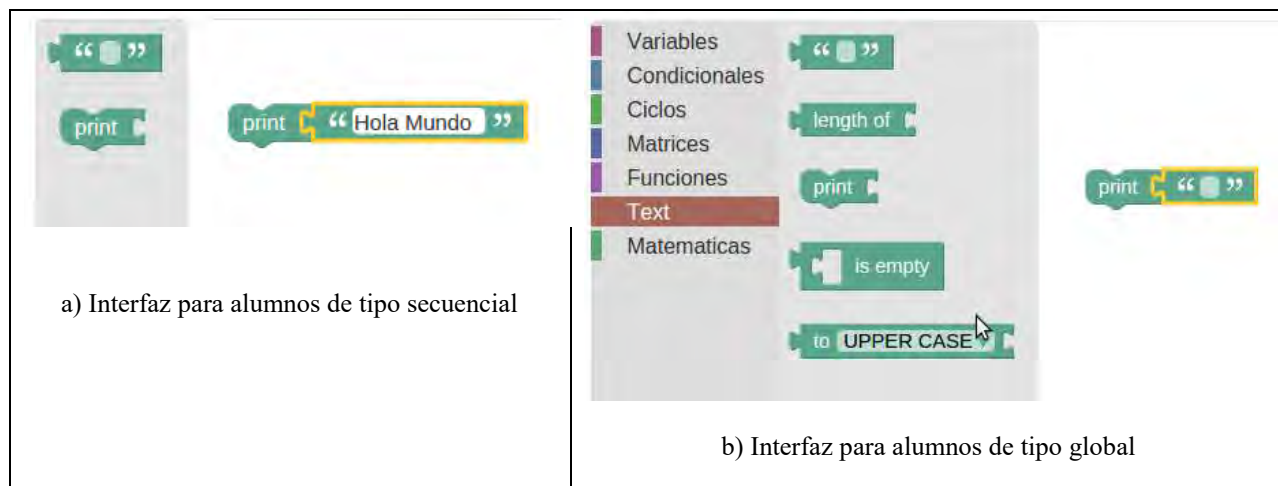 “ ”
print
print “ Hola Mundo ”
a) Interfaz para alumnos de tipo secuencial
Variables
Condicionales
Ciclos
Matrices
Funciones
Text
Matematicas
“ ”
length of
print
is empty
to UPPER CASE
print “ ”
b) Interfaz para alumnos de tipo global